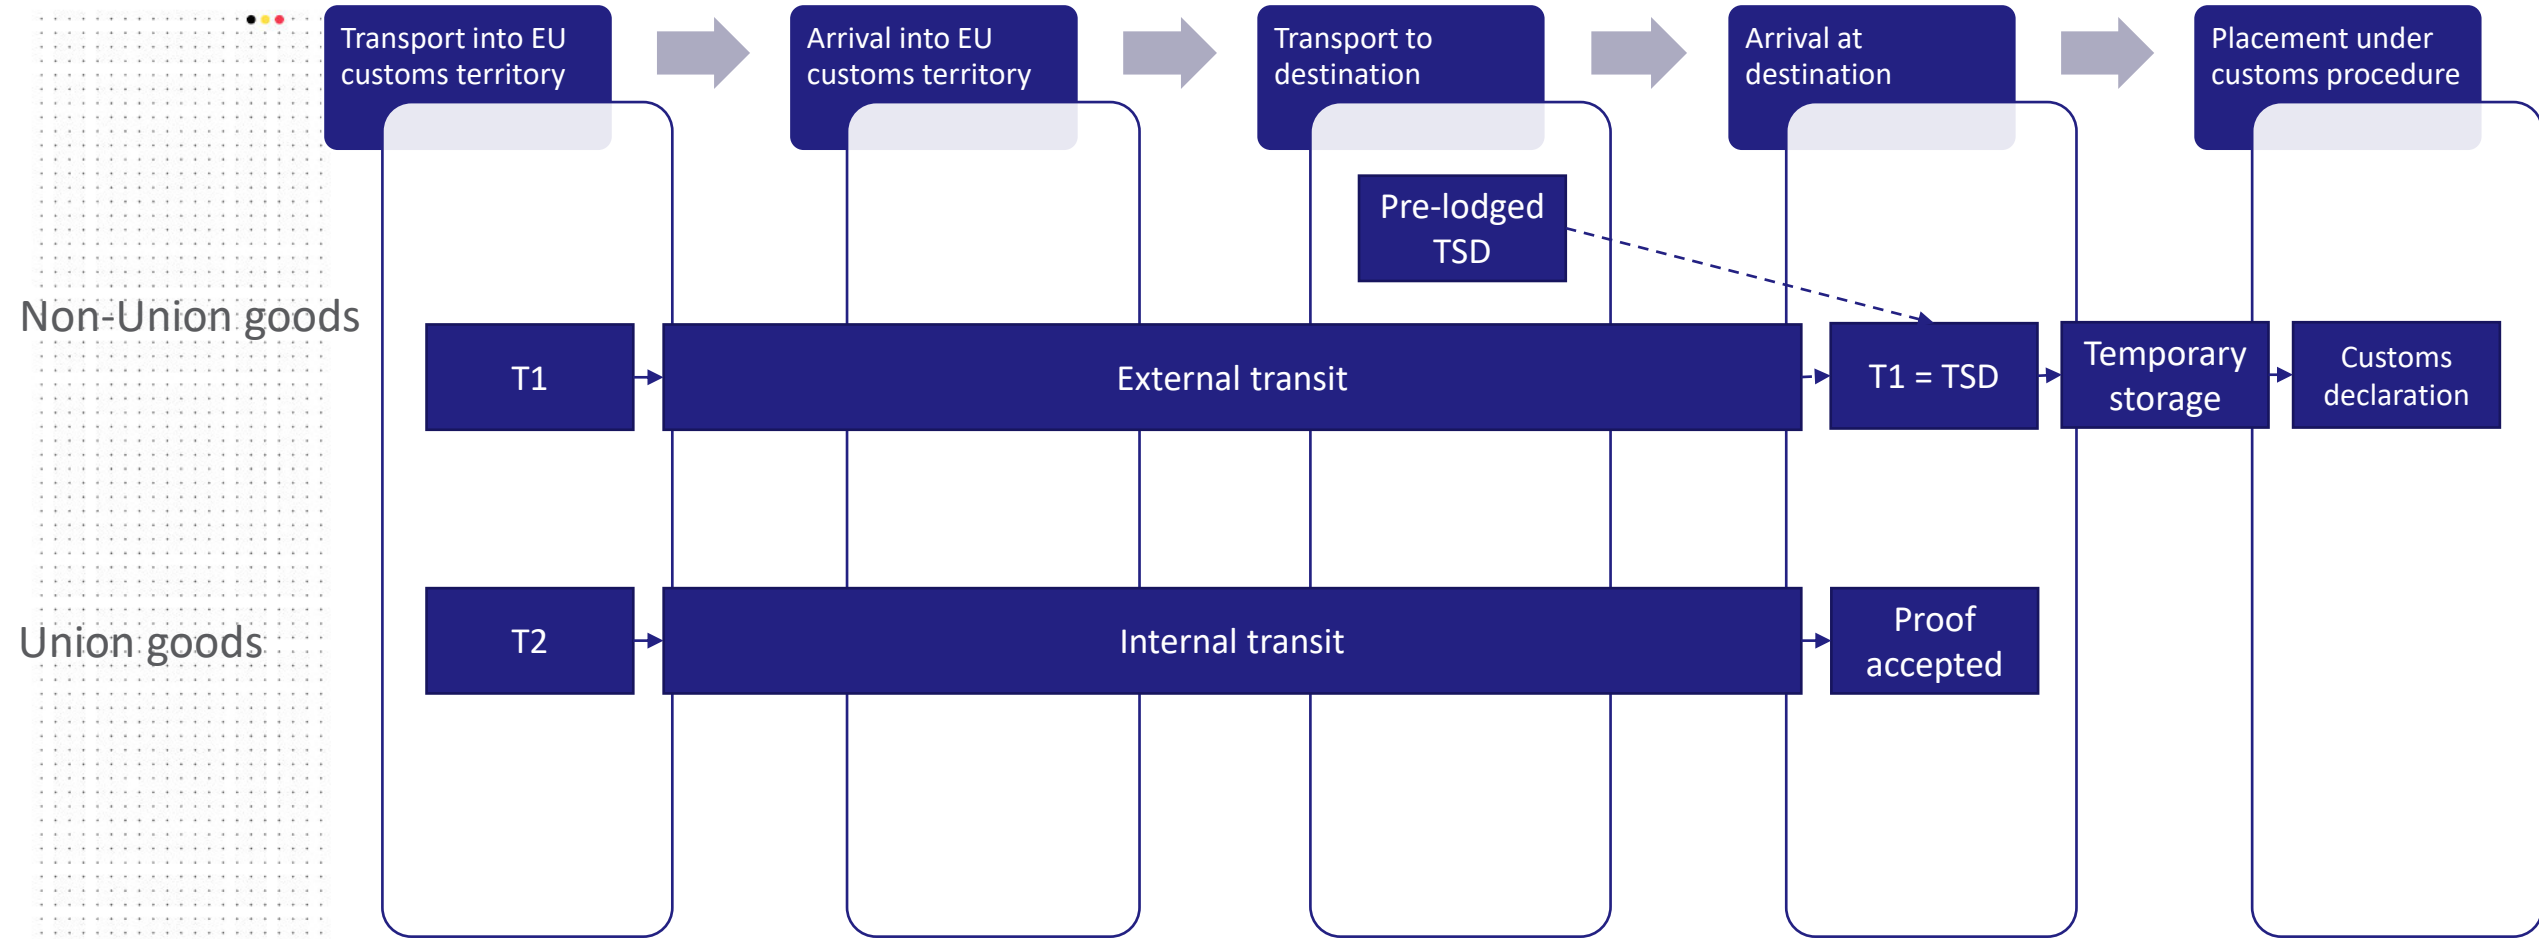 Transport into EU
customs territory
Arrival into EU
customs territory
Transport to
destination
Arrival at
destination
Placement under
customs procedure
Pre-lodged
TSD
Non-Union goods
T1
External transit
T1 = TSD
Temporary
storage
Customs
declaration
Union goods
T2
Internal transit
Proof
accepted